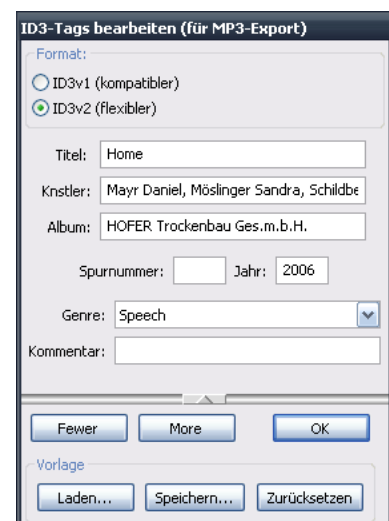 ID3-Tags bearbeiten (für MP3-Export)
Format:
ID3v1 (kompatibler)
ID3v2 (flexibler)
Titel: Home
Knstler: Mayr Daniel, Möslinger Sandra, Schildbe
Album: HOFER Trockenbau Ges.m.b.H.
Spurnummer: Jahr: 2006
Genre: Speech
Kommentar:
Fewer More OK
Vorlage
Laden... Speichern... Zurücksetzen